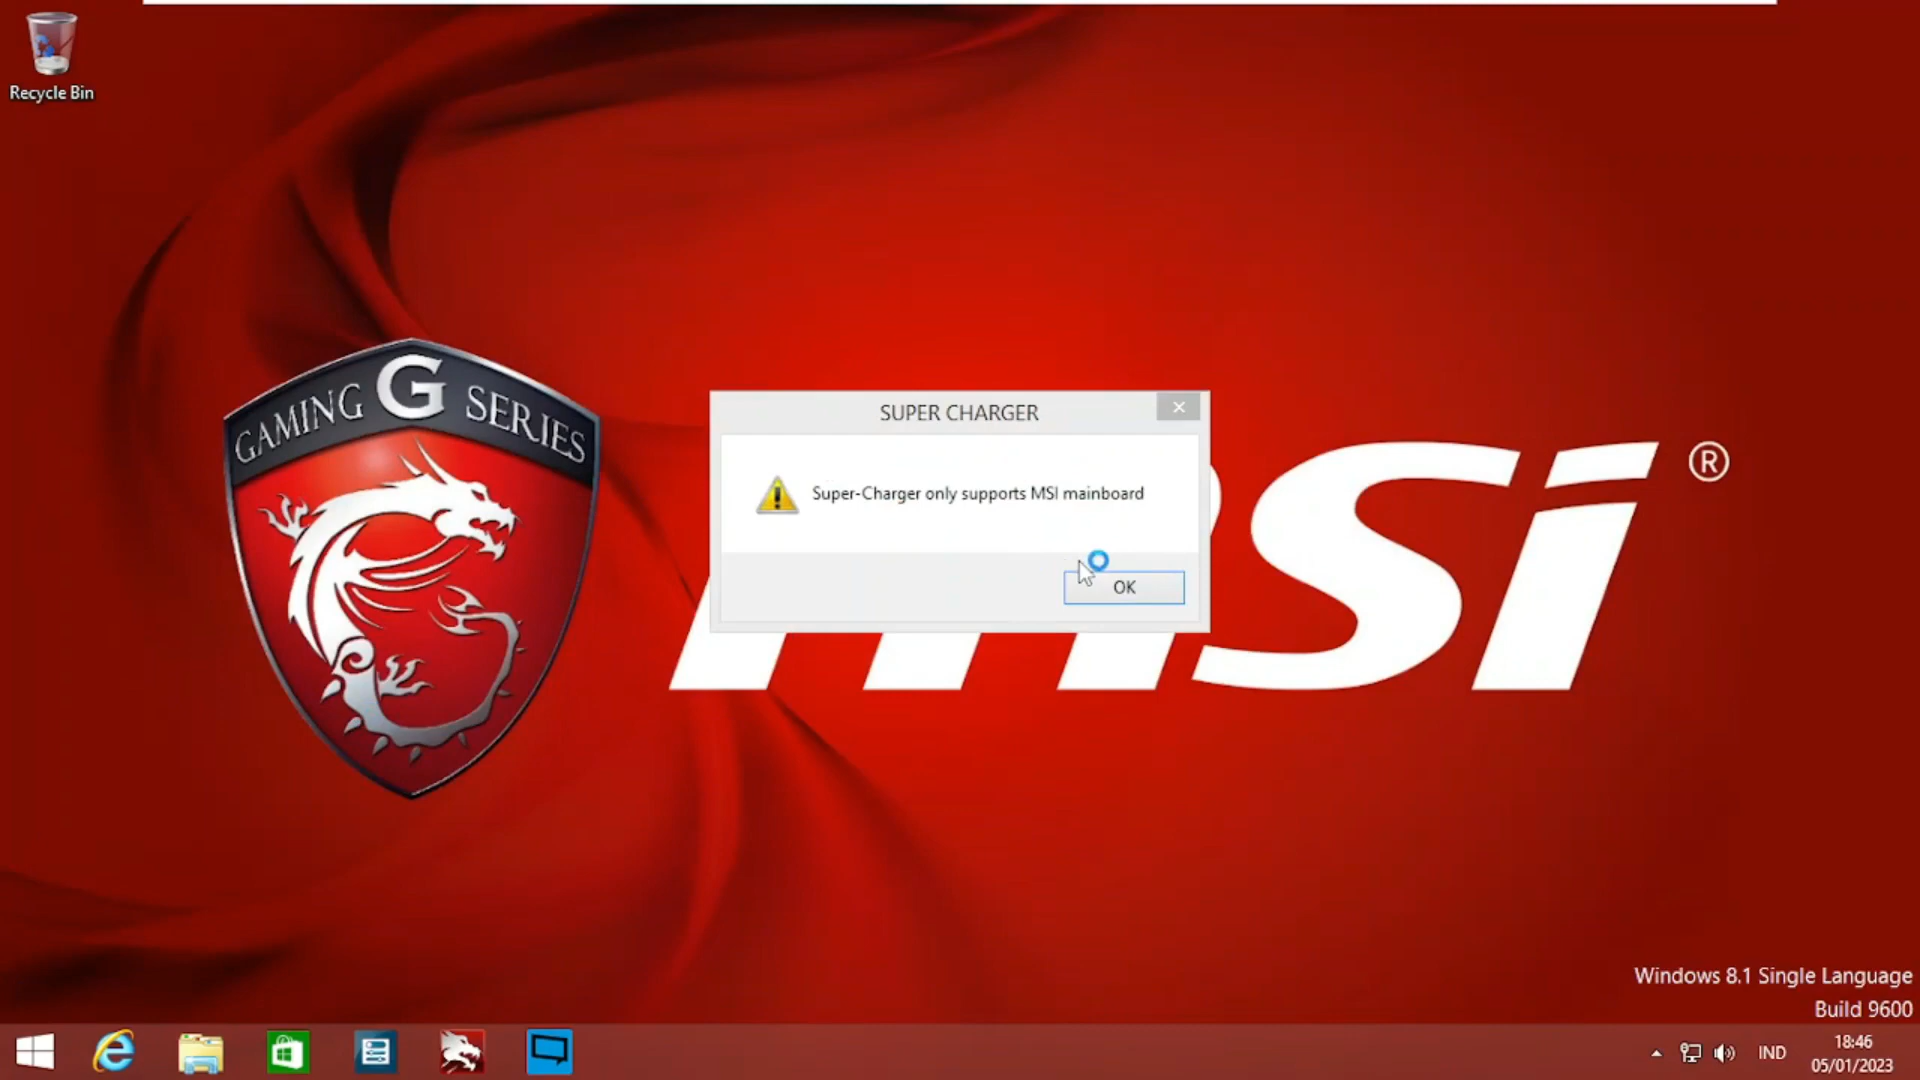 Recycle Bin
GAMING G SERIES
SUPER CHARGER
Super-Charger only supports MSI mainboard
OK
msi ®
Windows 8.1 Single Language
Build 9600
IND
18:46
05/01/2023